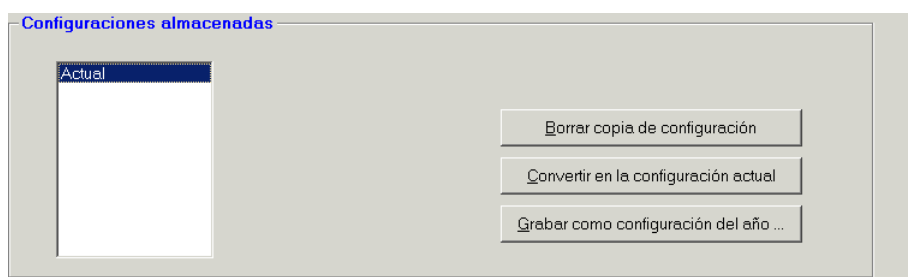 Configuraciones almacenadas
Actual
Borrar copia de configuración
Convertir en la configuración actual
Grabar como configuración del año ...